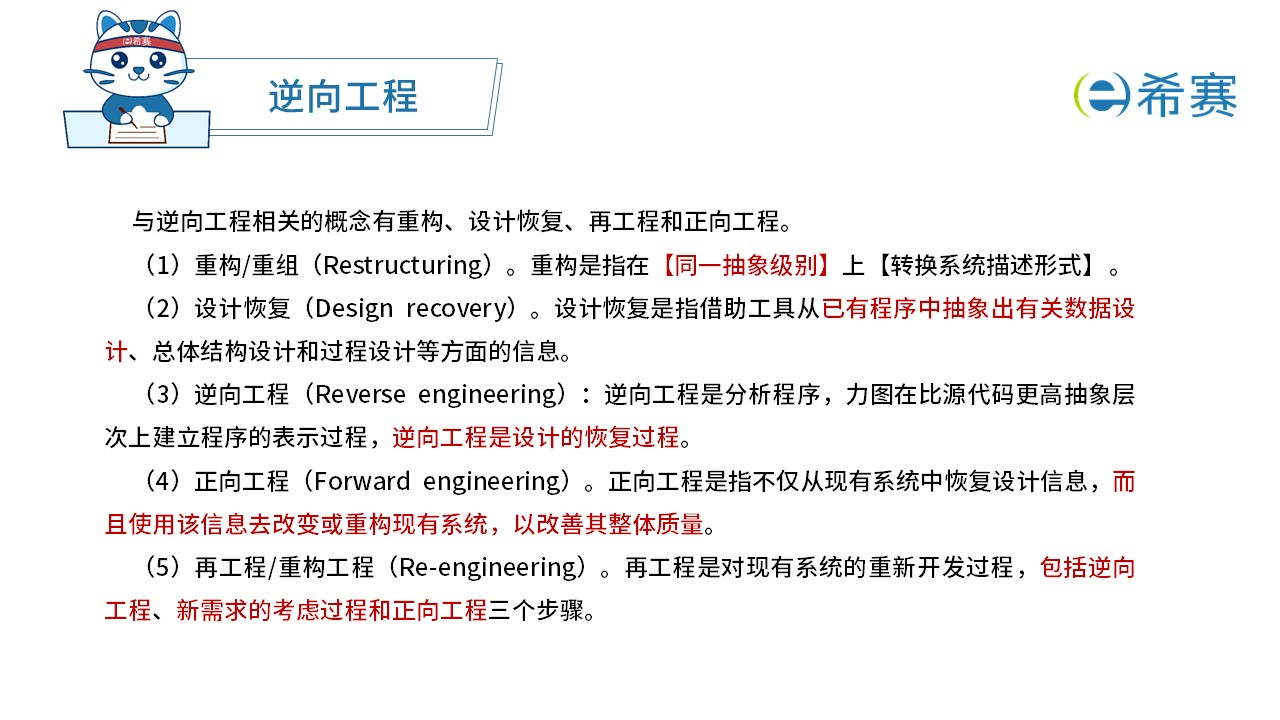 希赛
逆向工程
希赛
与逆向工程相关的概念有重构、设计恢复、再工程和正向工程。
（1）重构/重组（Restructuring）。重构是指在【同一抽象级别】上【转换系统描述形式】。
（2）设计恢复（Design recovery）。设计恢复是指借助工具从已有程序中抽象出有关数据设
计、总体结构设计和过程设计等方面的信息。
（3）逆向工程（Reverse engineering）：逆向工程是分析程序，力图在比源代码更高抽象层
次上建立程序的表示过程，逆向工程是设计的恢复过程。
（4）正向工程（Forward engineering）。正向工程是指不仅从现有系统中恢复设计信息，而
且使用该信息去改变或重构现有系统，以改善其整体质量。
（5）再工程/重构工程（Re-engineering）。再工程是对现有系统的重新开发过程，包括逆向
工程、新需求的考虑过程和正向工程三个步骤。